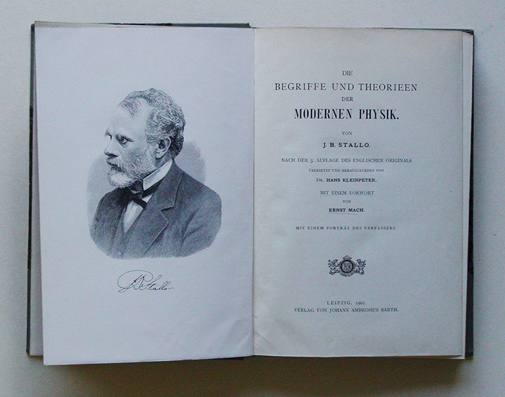 J B Stallo
DIE
BEGRIFFE UND THEORIEEN
DER
MODERNEN PHYSIK.
VON
J. B. STALLO.
NACH DER 3. AUFLAGE DES ENGLISCHEN ORIGINALS
ÜBERSETZT UND HERAUSGEGEBEN VON
DR. HANS KLEINPETER.
MIT EINEM VORWORT
VON
ERNST MACH.
MIT EINEM PORTRÄT DES VERFASSERS
LEIPZIG, 1901.
VERLAG VON JOHANN AMBROSIUS BARTH.